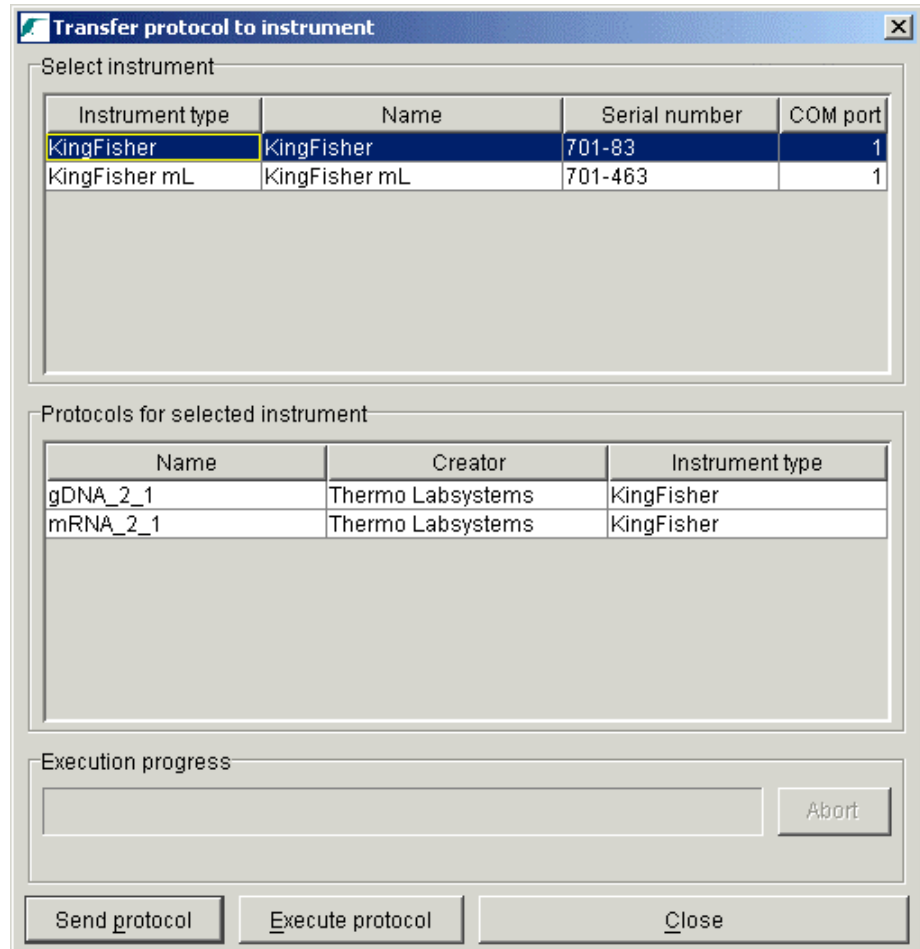 Transfer protocol to instrument
Select instrument
Instrument type Name Serial number COM port
KingFisher KingFisher 701-83 1
KingFisher mL KingFisher mL 701-463 1
Protocols for selected instrument
Name Creator Instrument type
gDNA_2_1 Thermo Labsystems KingFisher
mRNA_2_1 Thermo Labsystems KingFisher
Execution progress
Abort
Send protocol Execute protocol Close